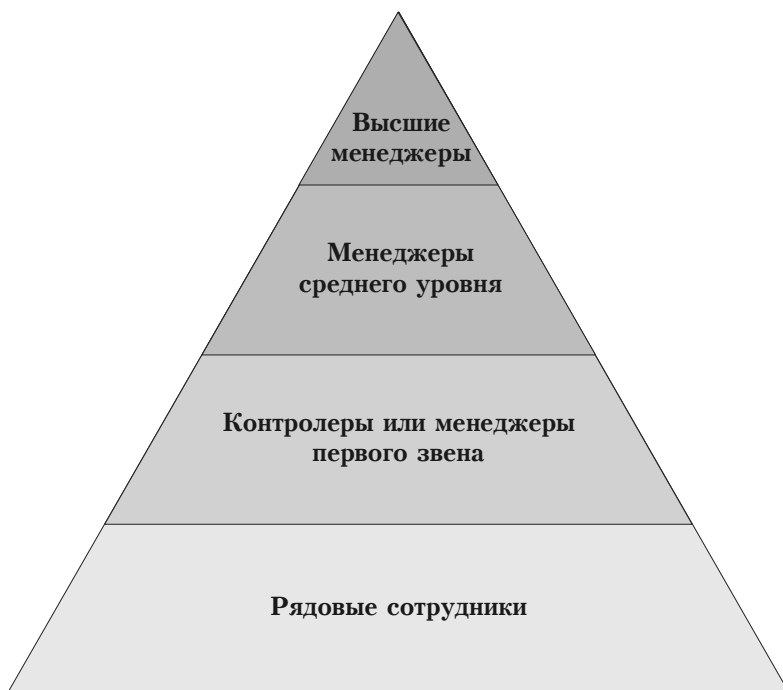 Высшие
менеджеры
Менеджеры
среднего уровня
Контролеры или менеджеры
первого звена
Рядовые сотрудники